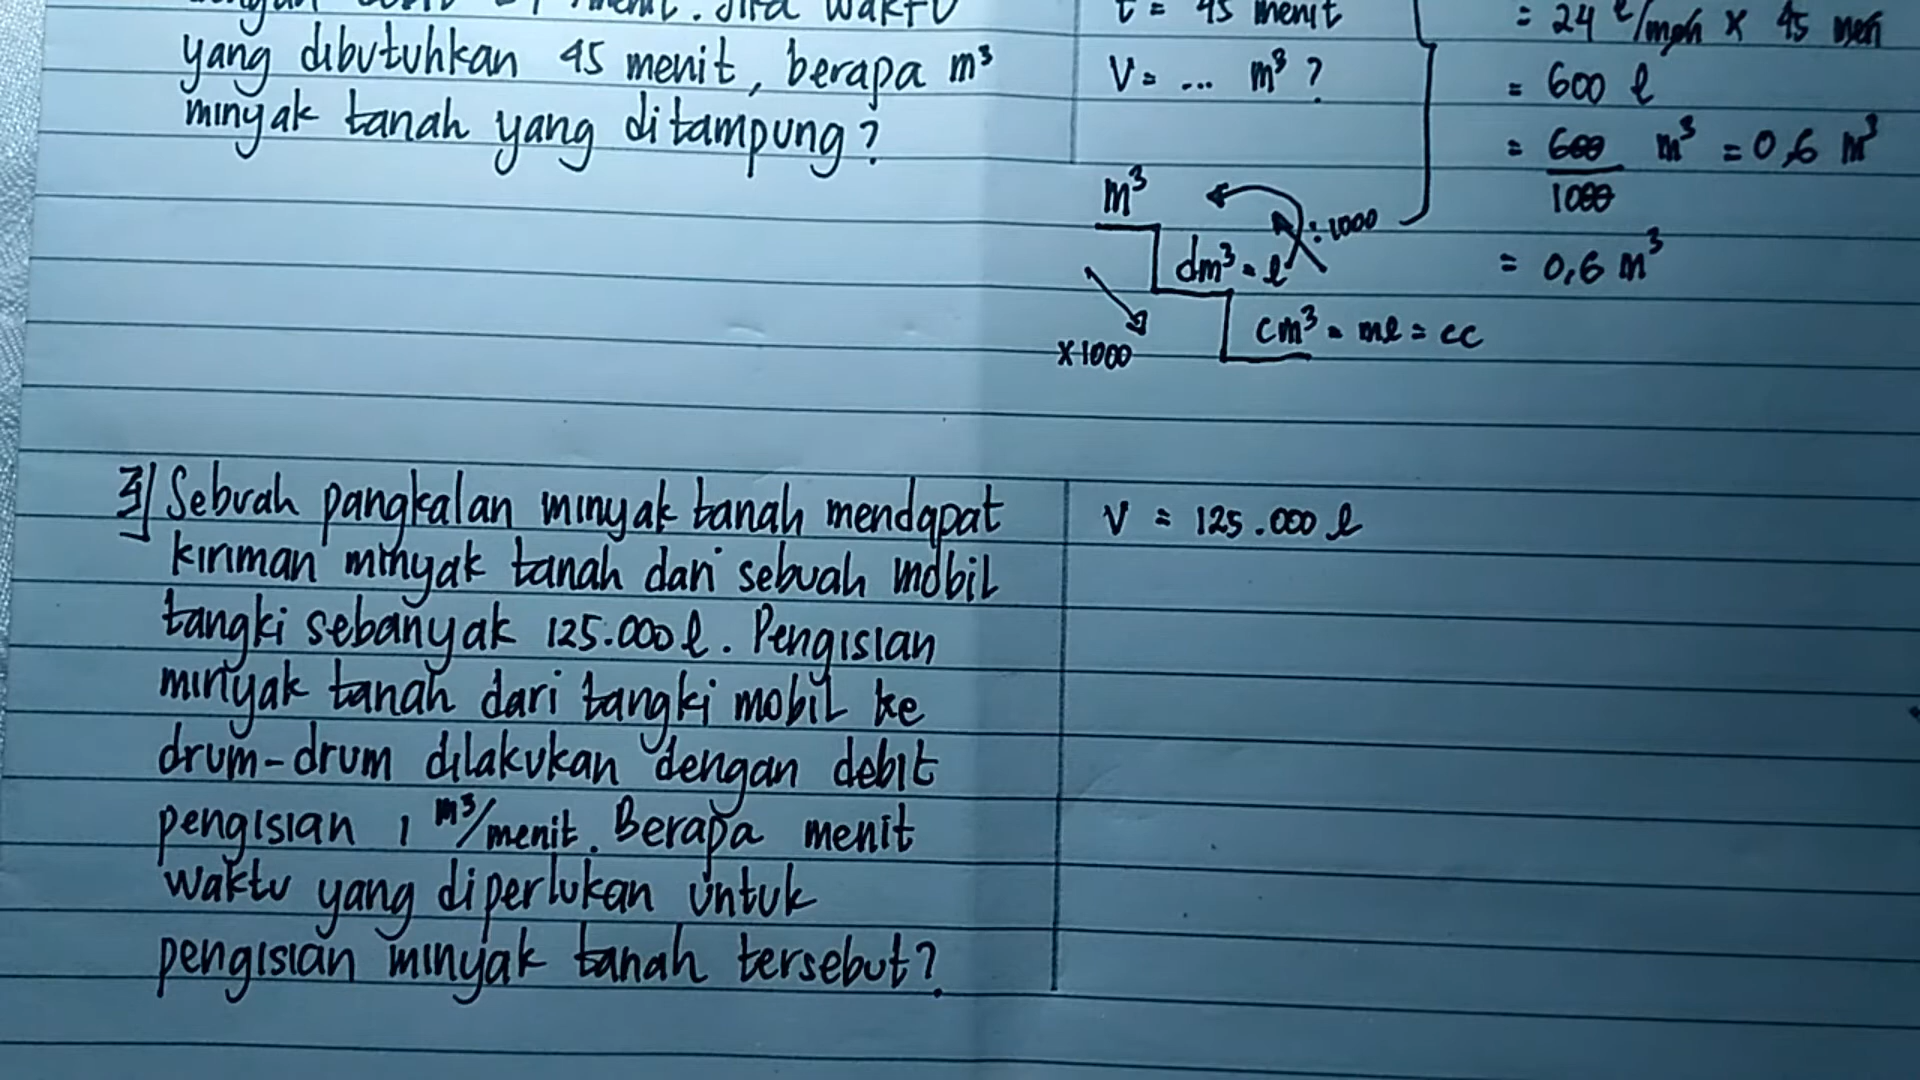 yang dibutuhkan 45 menit, berapa m³
minyak tanah yang ditampung?
t = 45 menit
V = ... m³ ?
= 24 ℓ/menit x 45
= 600 ℓ
= 600/1000 m³ = 0,6 m³
= 0,6 m³
m³
: 1000
dm³ = ℓ
x 1000
cm³ = mℓ = cc
3] Sebuah pangkalan minyak tanah mendapat
kiriman minyak tanah dari sebuah mobil
tangki sebanyak 125.000 ℓ. Pengisian
minyak tanah dari tangki mobil ke
drum-drum dilakukan dengan debit
pengisian 1 m³/menit. Berapa menit
waktu yang diperlukan untuk
pengisian minyak tanah tersebut?
V = 125.000 ℓ